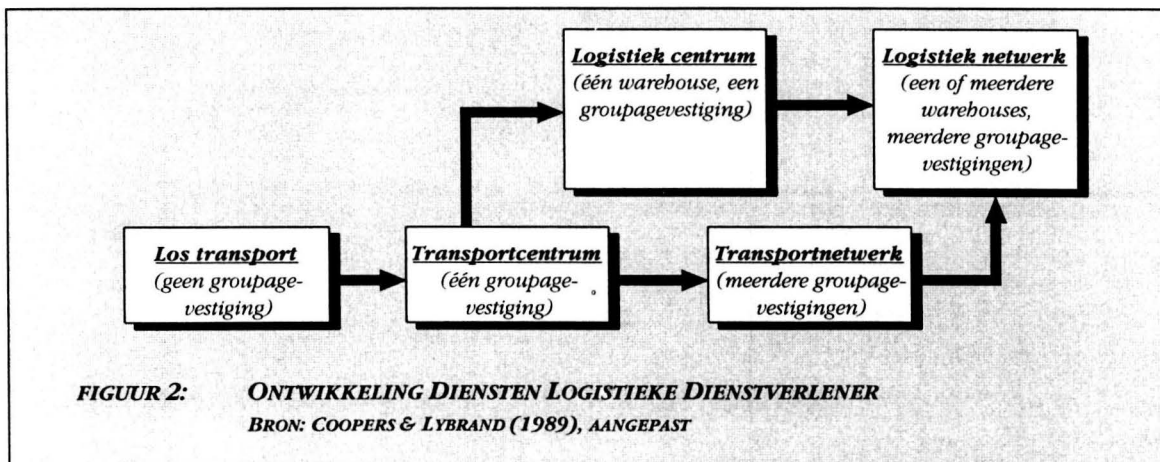 Logistiek centrum
(één warehouse, een
groupagevestiging)
Logistiek netwerk
(een of meerdere
warehouses,
meerdere groupage-
vestigingen)
Los transport
(geen groupage-
vestiging)
Transportcentrum
(één groupage-
vestiging)
Transportnetwerk
(meerdere groupage-
vestigingen)
FIGUUR 2: ONTWIKKELING DIENSTEN LOGISTIEKE DIENSTVERLENER
BRON: COOPERS & LYBRAND (1989), AANGEPAST